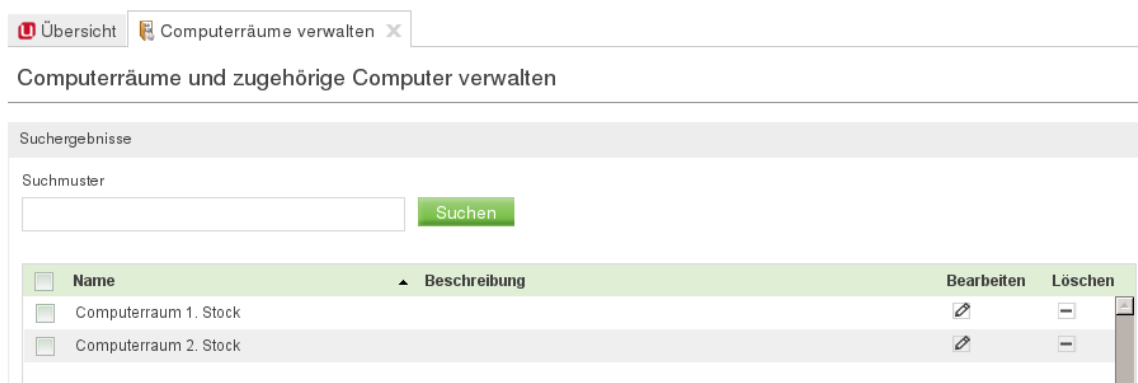 Übersicht Computerräume verwalten
Computerräume und zugehörige Computer verwalten
Suchergebnisse
Suchmuster
Suchen
Name Beschreibung Bearbeiten Löschen
Computerraum 1. Stock
Computerraum 2. Stock